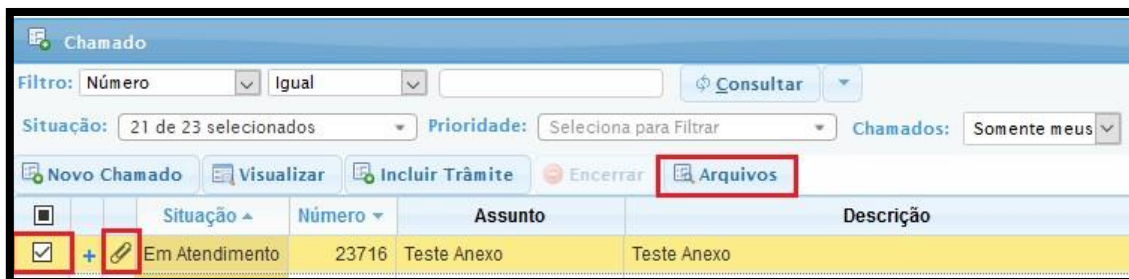 Chamado
Filtro: Número Igual Consultar
Situação: 21 de 23 selecionados Prioridade: Seleciona para Filtrar Chamados: Somente meus
Novo Chamado Visualizar Incluir Trâmite Encerrar Arquivos
Situação Número Assunto Descrição
+ Em Atendimento 23716 Teste Anexo Teste Anexo